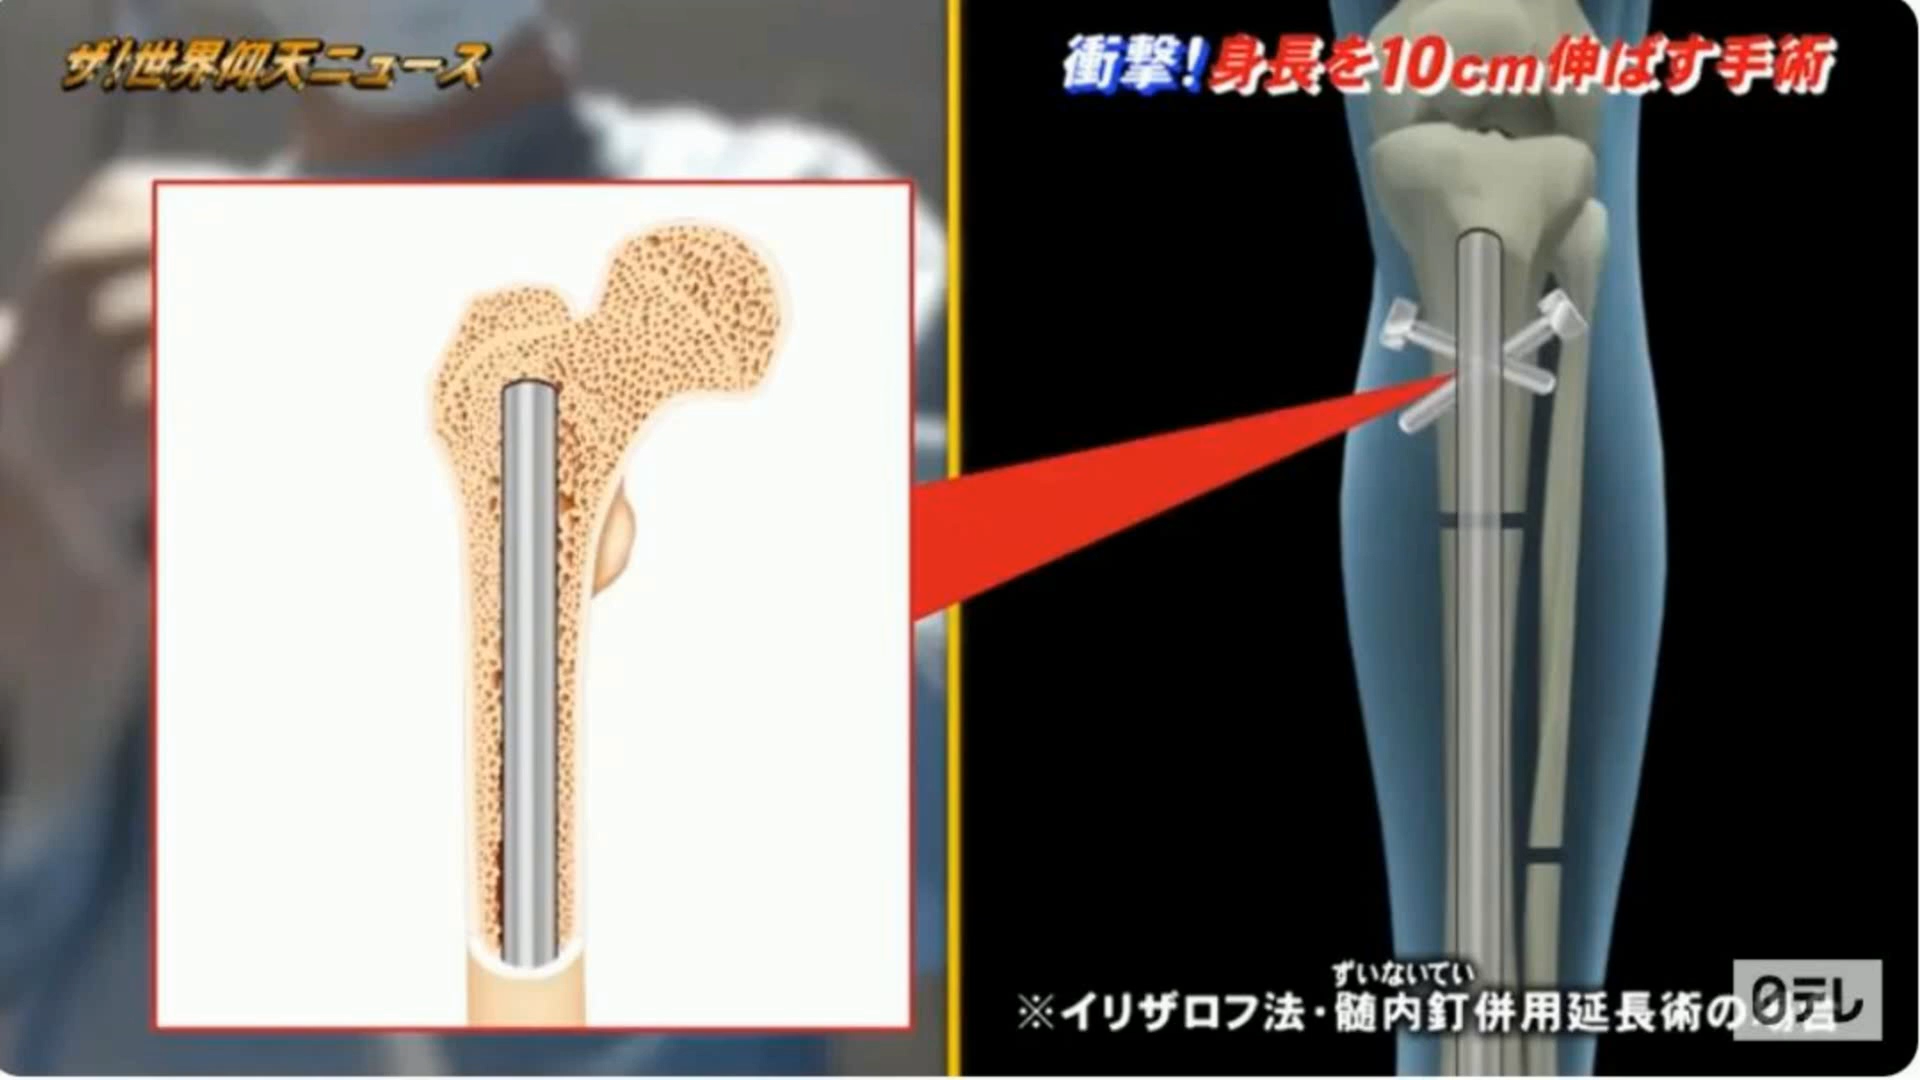 ザ!世界仰天ニュース
衝撃!身長を10cm伸ばす手術
ずいないてい
※イリザロフ法・髄内釘併用延長術の
日テレ